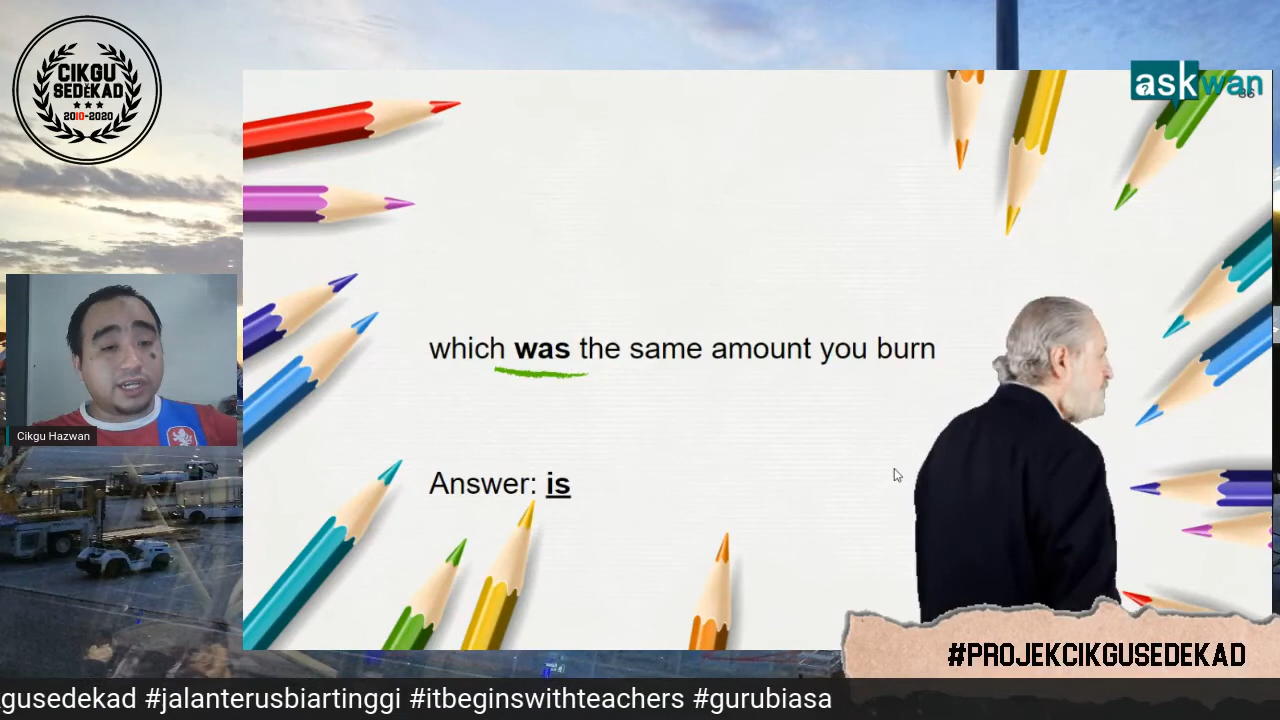 CIKGU
SEDEKAD
2010-2020
askwan
36
which was the same amount you burn
Answer: is
Cikgu Hazwan
#PROJEKCIKGUSEDEKAD
gusedekad #jalanterusbiartinggi #itbeginswithteachers #gurubiasa